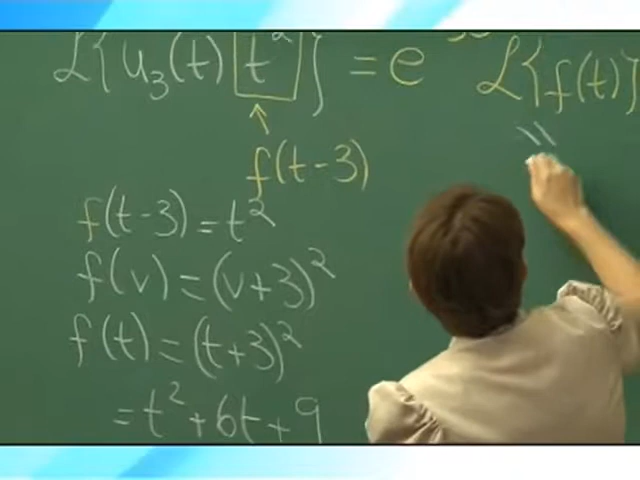 ℒ{u₃(t) t²} = e ℒ{f(t)}
f(t-3)
f(t-3) = t²
f(v) = (v+3)²
f(t) = (t+3)²
= t² + 6t + 9